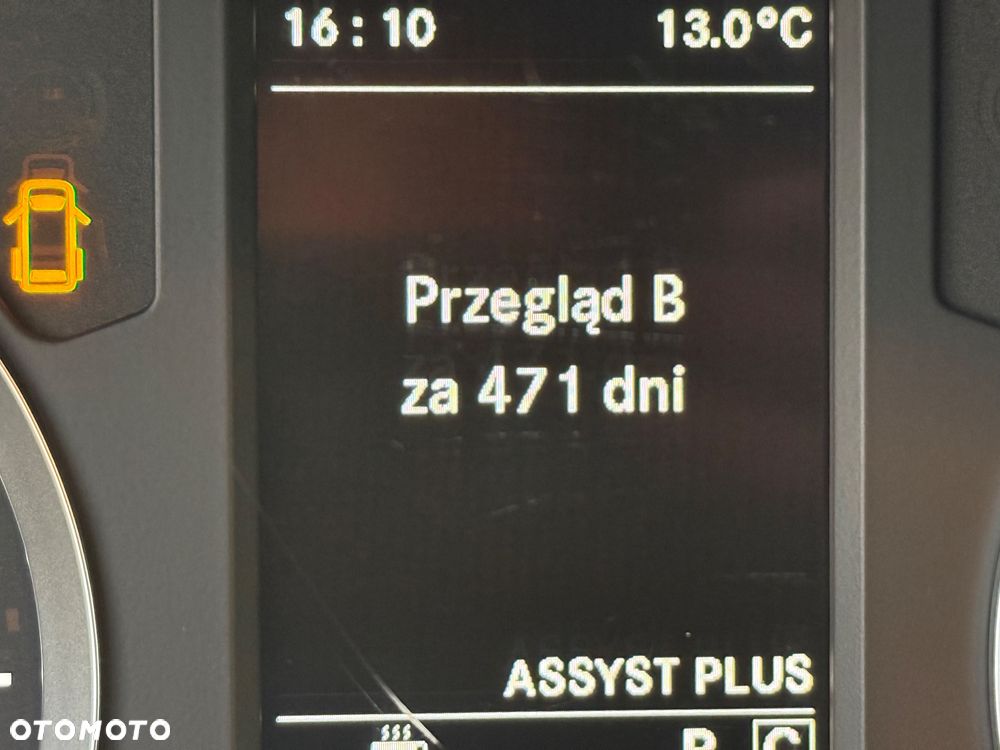 16:10 13.0°C
Przegląd B
za 471 dni
ASSYST PLUS
P C
OTOMOTO